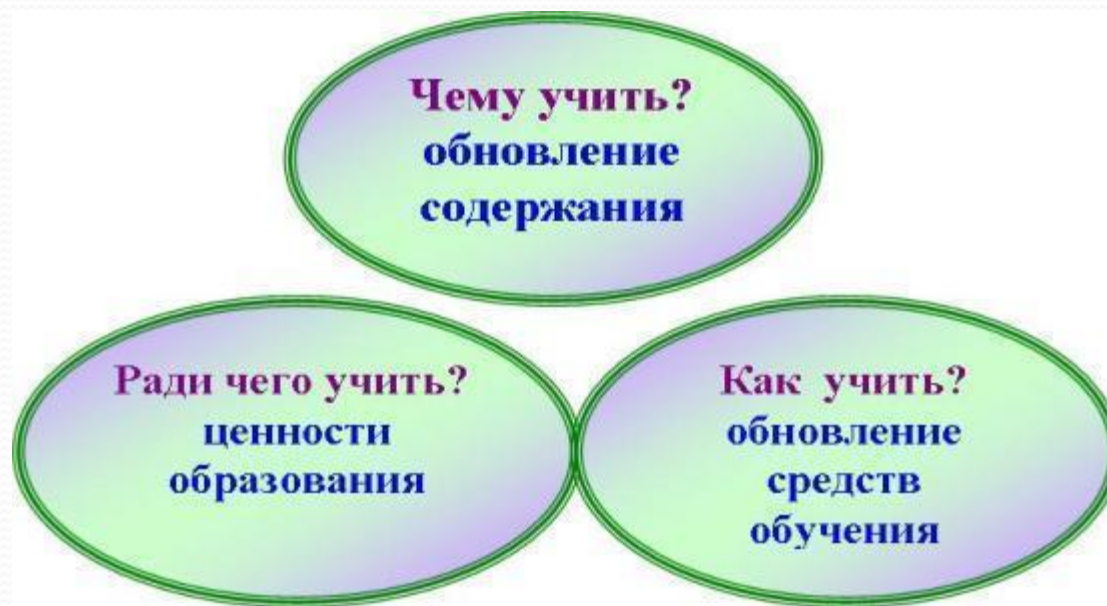 Чему учить?
обновление
содержания
Ради чего учить?
ценности
образования
Как учить?
обновление
средств
обучения